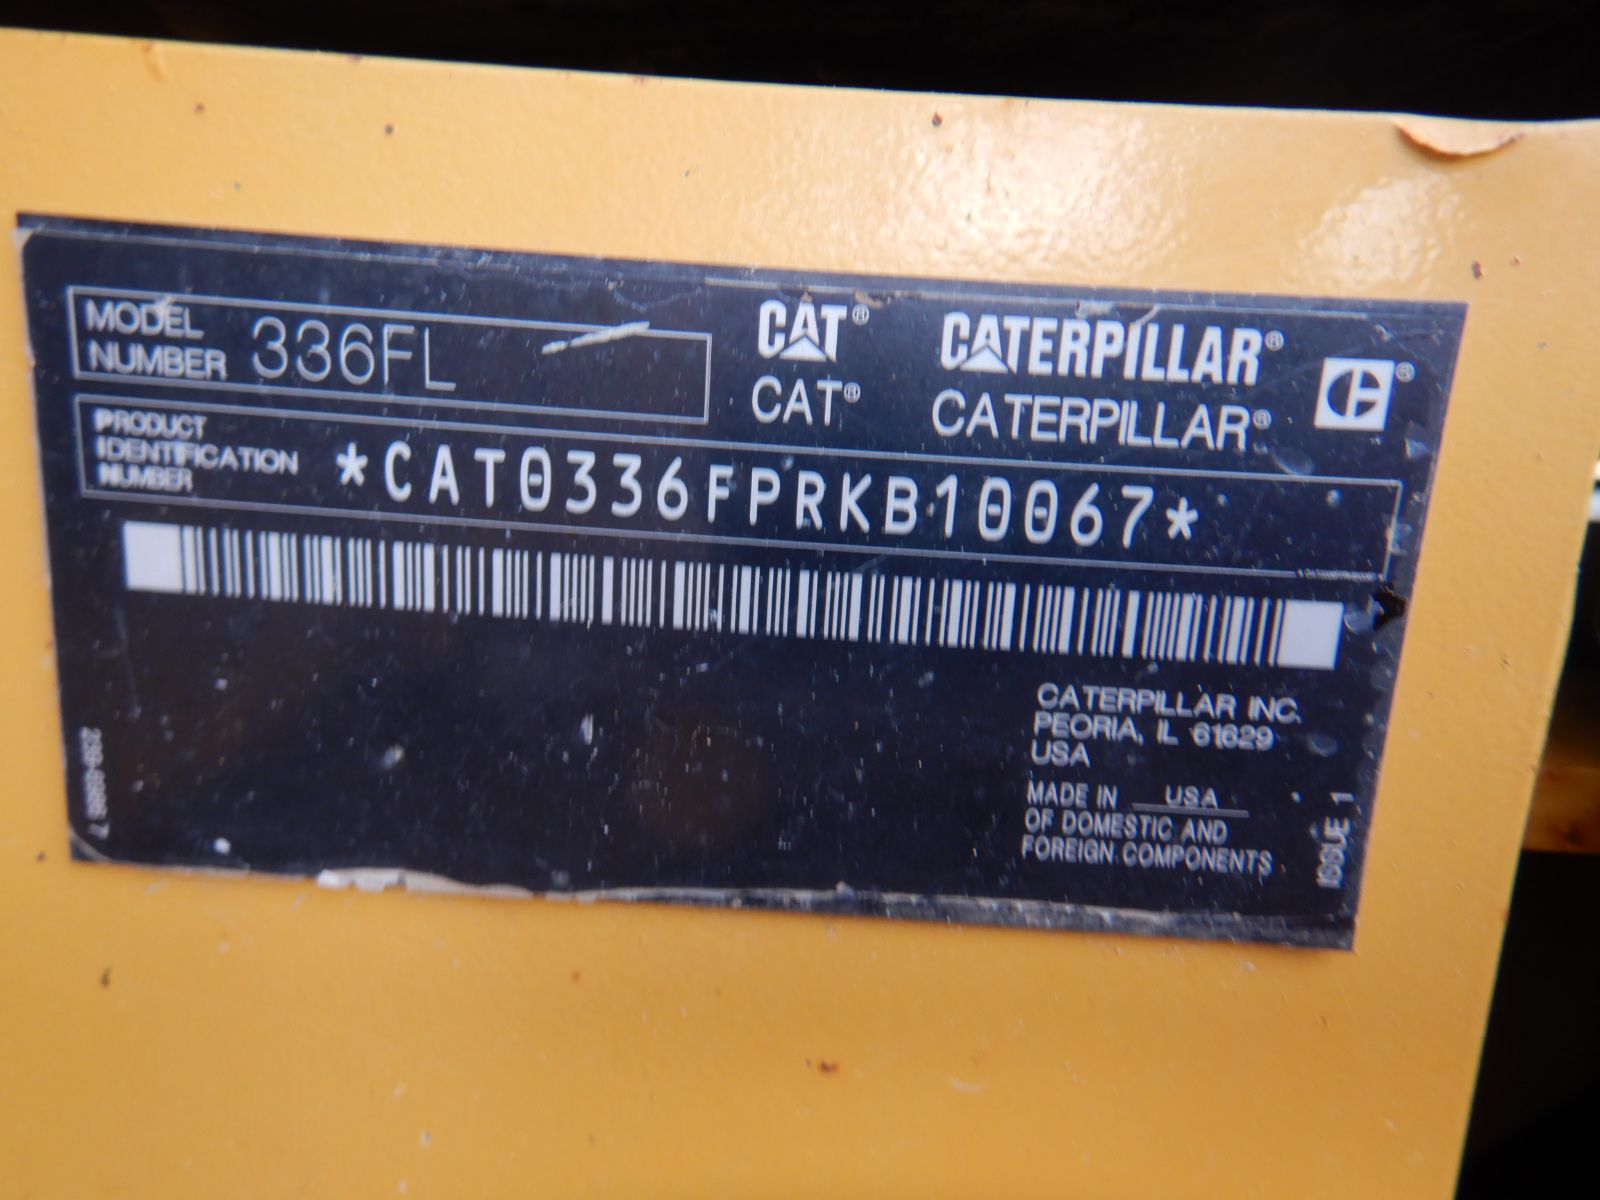 MODEL
NUMBER 336FL
CAT® CATERPILLAR®
CAT® CATERPILLAR®
PRODUCT
IDENTIFICATION
NUMBER
*CAT0336FPRKB10067*
CATERPILLAR INC.
PEORIA, IL 61629
USA
MADE IN USA
OF DOMESTIC AND
FOREIGN COMPONENTS
ISSUE 1